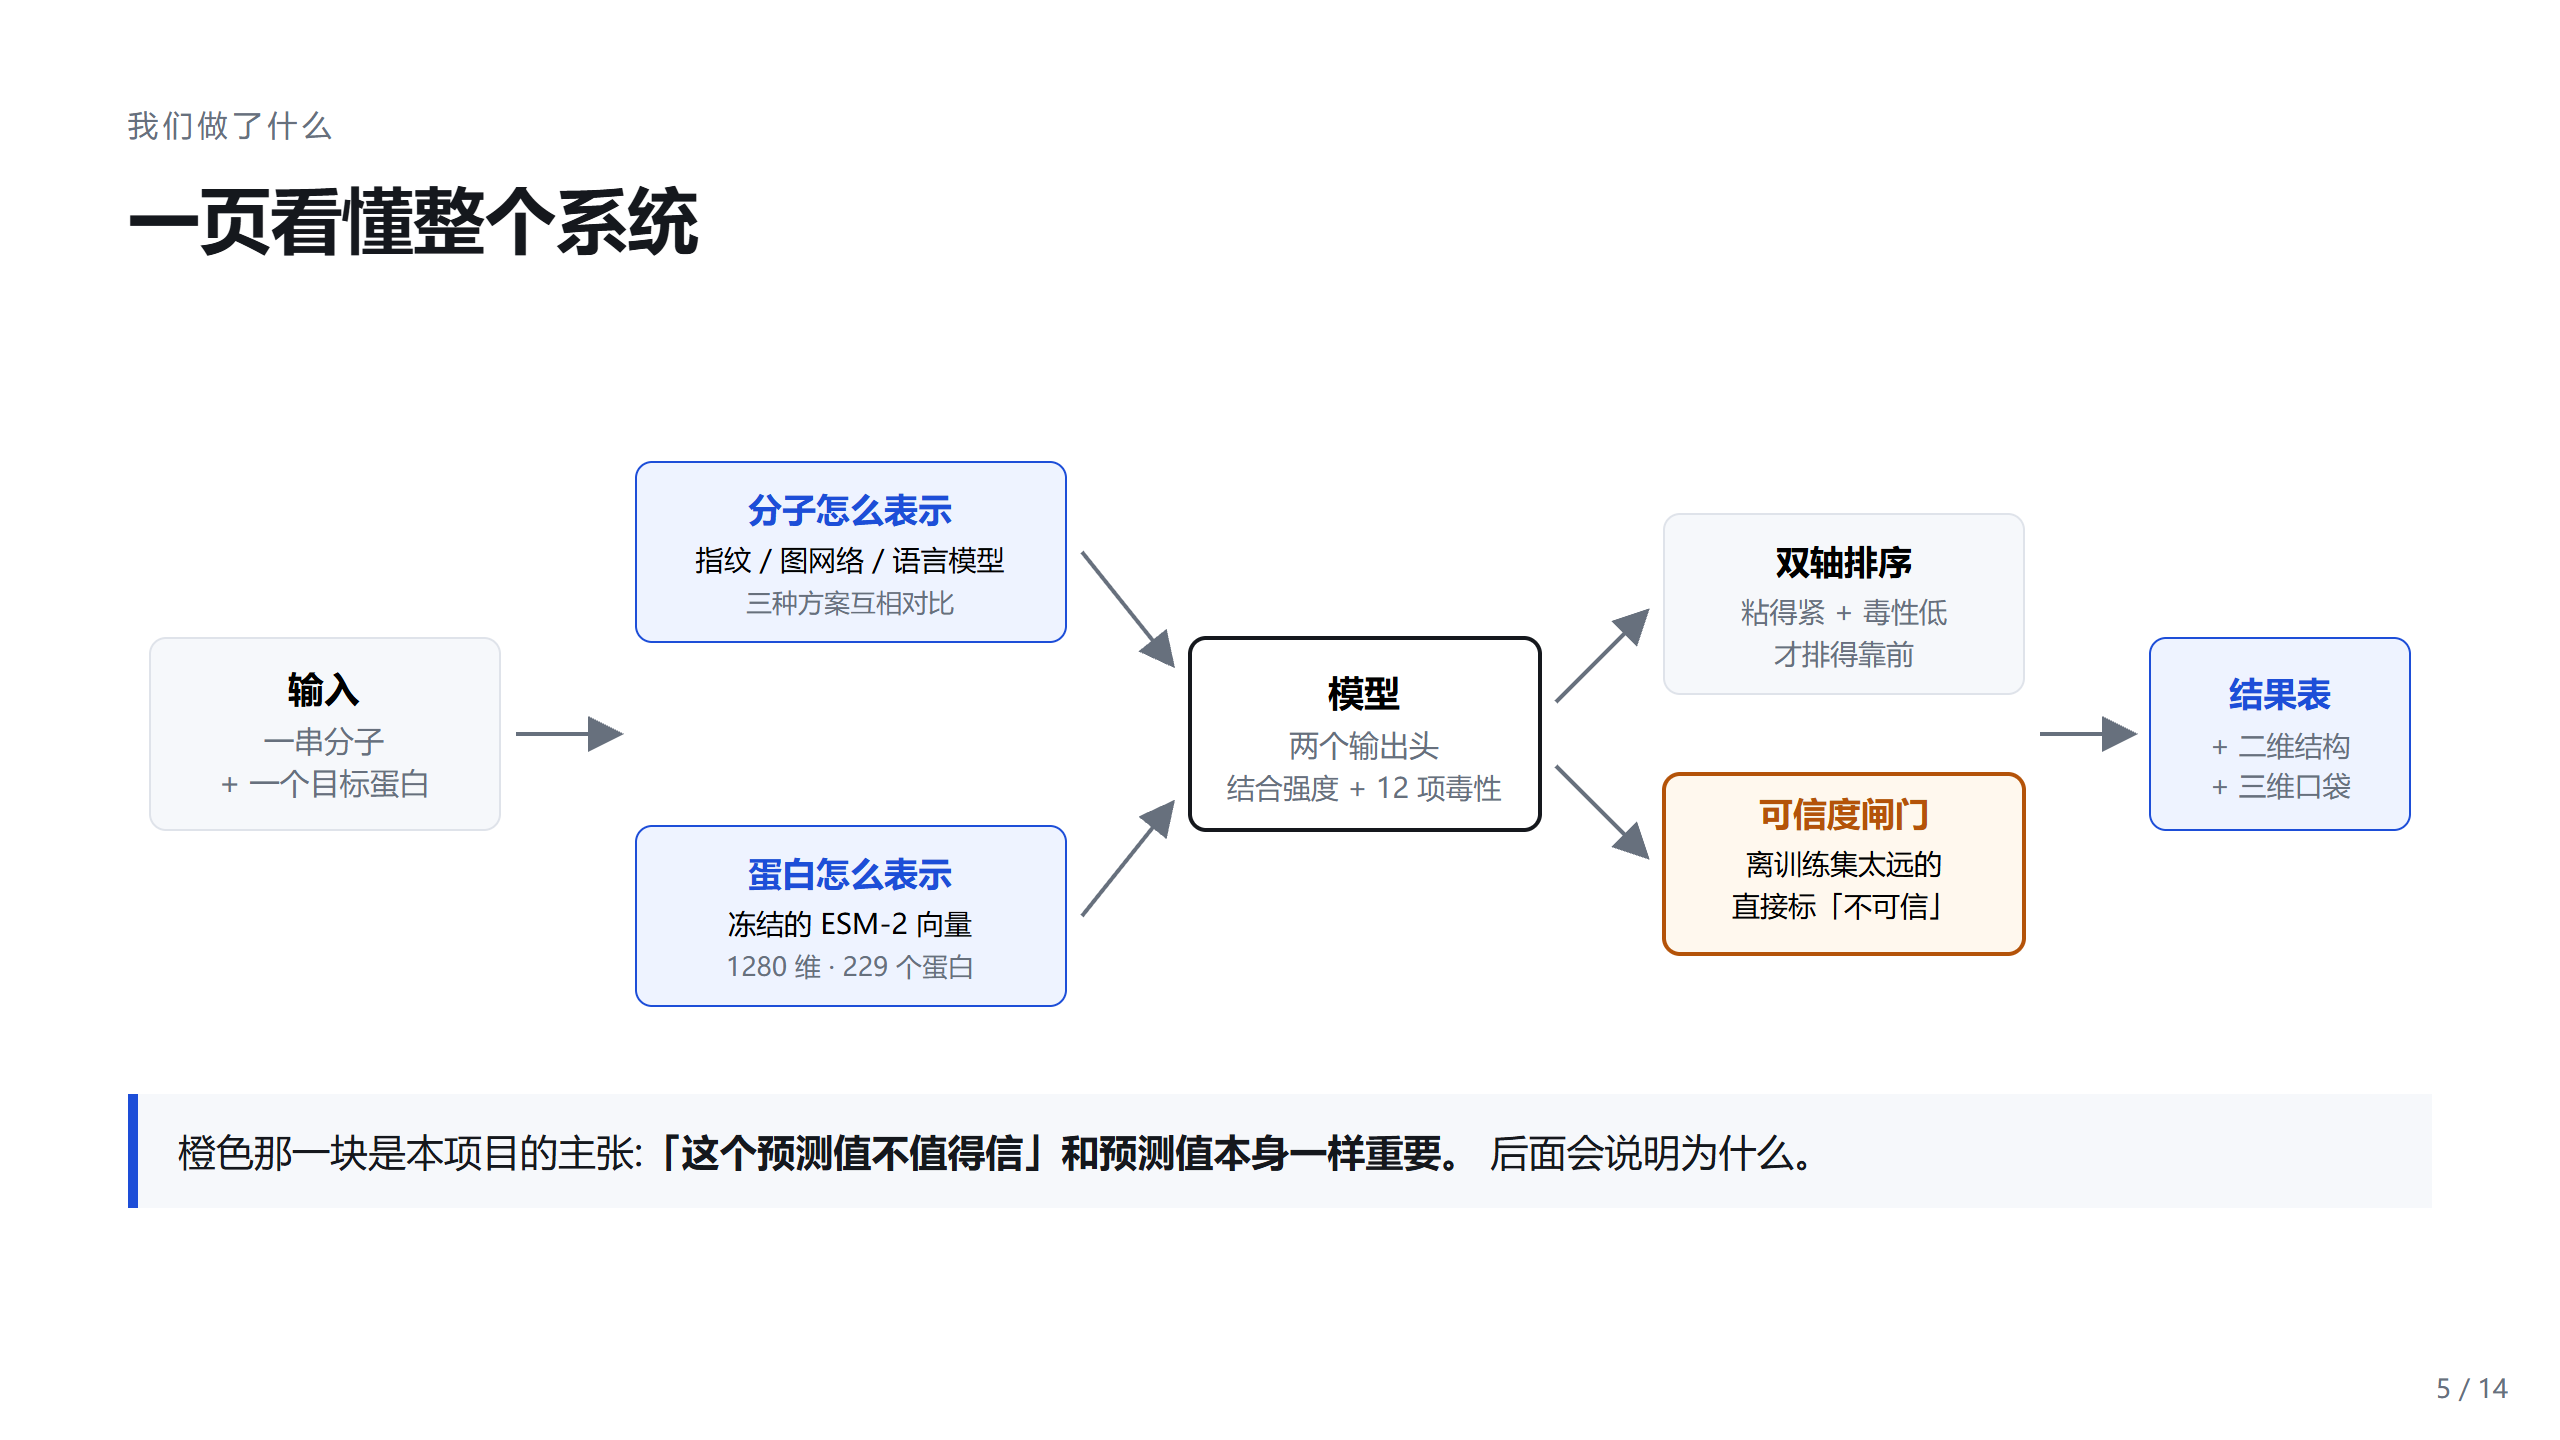 我们做了什么
一页看懂整个系统
输入
一串分子
+ 一个目标蛋白
分子怎么表示
指纹 / 图网络 / 语言模型
三种方案互相对比
蛋白怎么表示
冻结的 ESM-2 向量
1280 维 · 229 个蛋白
模型
两个输出头
结合强度 + 12 项毒性
双轴排序
粘得紧 + 毒性低
才排得靠前
可信度闸门
离训练集太远的
直接标「不可信」
结果表
+ 二维结构
+ 三维口袋
橙色那一块是本项目的主张:「这个预测值不值得信」和预测值本身一样重要。 后面会说明为什么。
5 / 14